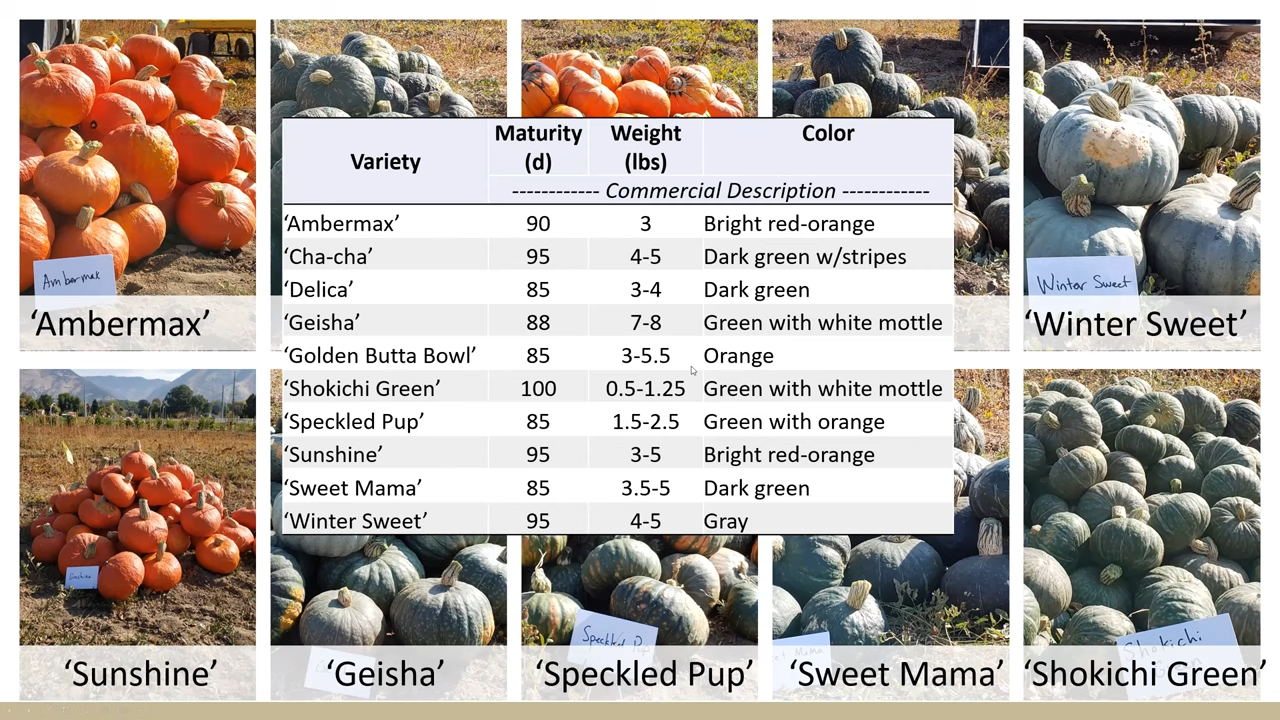 Variety Maturity (d) Weight (lbs) Color
------------ Commercial Description ------------
‘Ambermax’ 90 3 Bright red-orange
‘Cha-cha’ 95 4-5 Dark green w/stripes
‘Delica’ 85 3-4 Dark green
‘Geisha’ 88 7-8 Green with white mottle
‘Golden Butta Bowl’ 85 3-5.5 Orange
‘Shokichi Green’ 100 0.5-1.25 Green with white mottle
‘Speckled Pup’ 85 1.5-2.5 Green with orange
‘Sunshine’ 95 3-5 Bright red-orange
‘Sweet Mama’ 85 3.5-5 Dark green
‘Winter Sweet’ 95 4-5 Gray
Ambermax
‘Ambermax’
Winter Sweet
‘Winter Sweet’
Sunshine
‘Sunshine’
‘Geisha’
Speckled Pup
‘Speckled Pup’
Mama
‘Sweet Mama’
Shokichi
‘Shokichi Green’